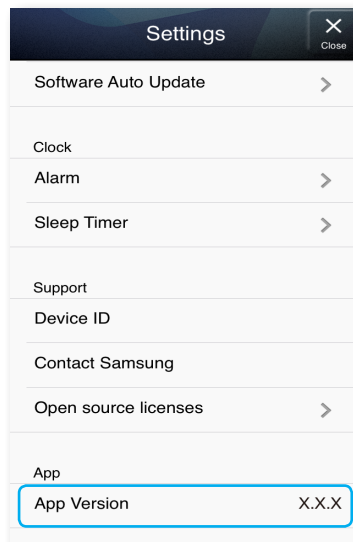 Settings
Close
Software Auto Update
Clock
Alarm
Sleep Timer
Support
Device ID
Contact Samsung
Open source licenses
App
App Version X.X.X